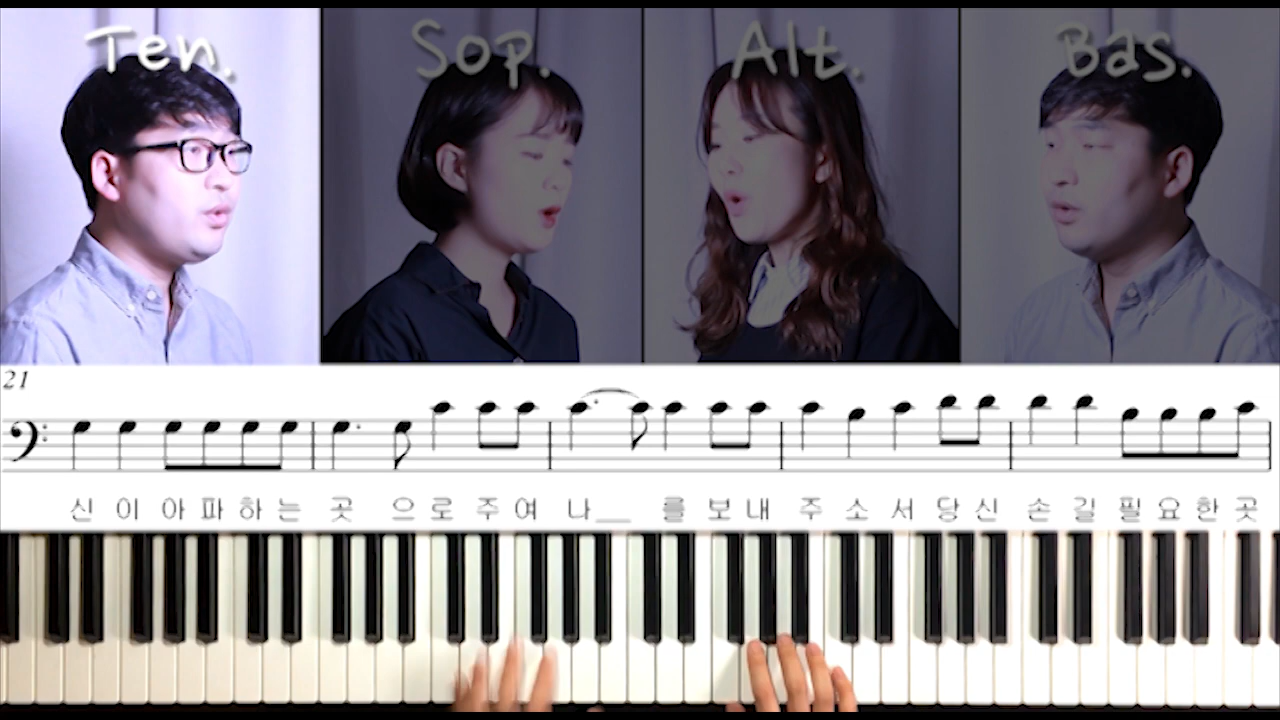 Ten. Sop. Alt. Bas.
21
신 이 아 파 하 는 곳 으 로 주 여 나__ 를 보 내 주 소 서 당 신 손 길 필 요 한 곳